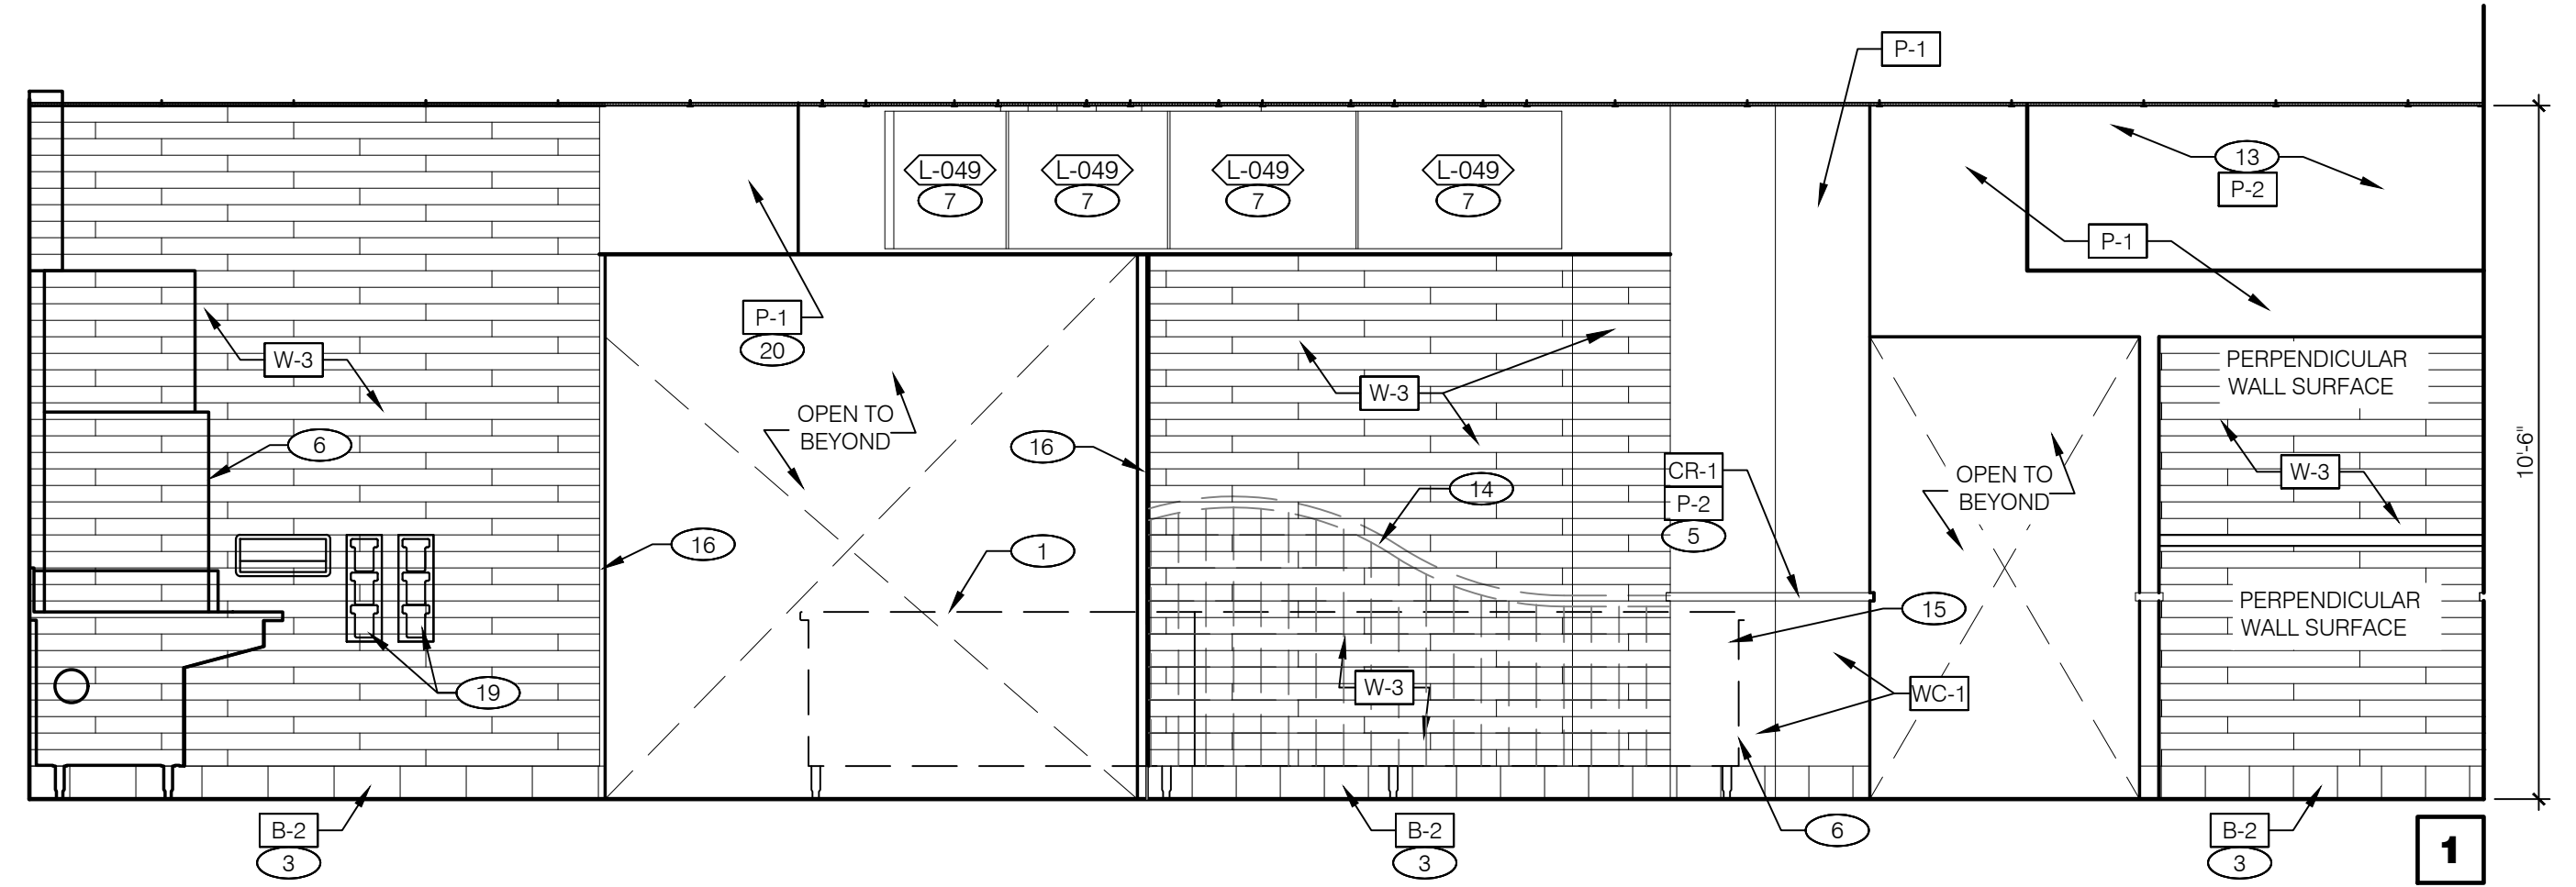 P-1
L-049
7
L-049
7
L-049
7
L-049
7
13
P-2
P-1
P-1
20
W-3
OPEN TO
BEYOND
W-3
PERPENDICULAR
WALL SURFACE
6
16
14
CR-1
P-2
5
OPEN TO
BEYOND
W-3
10'-6"
16
1
15
PERPENDICULAR
WALL SURFACE
19
W-3
WC-1
B-2
3
B-2
3
6
B-2
3
1